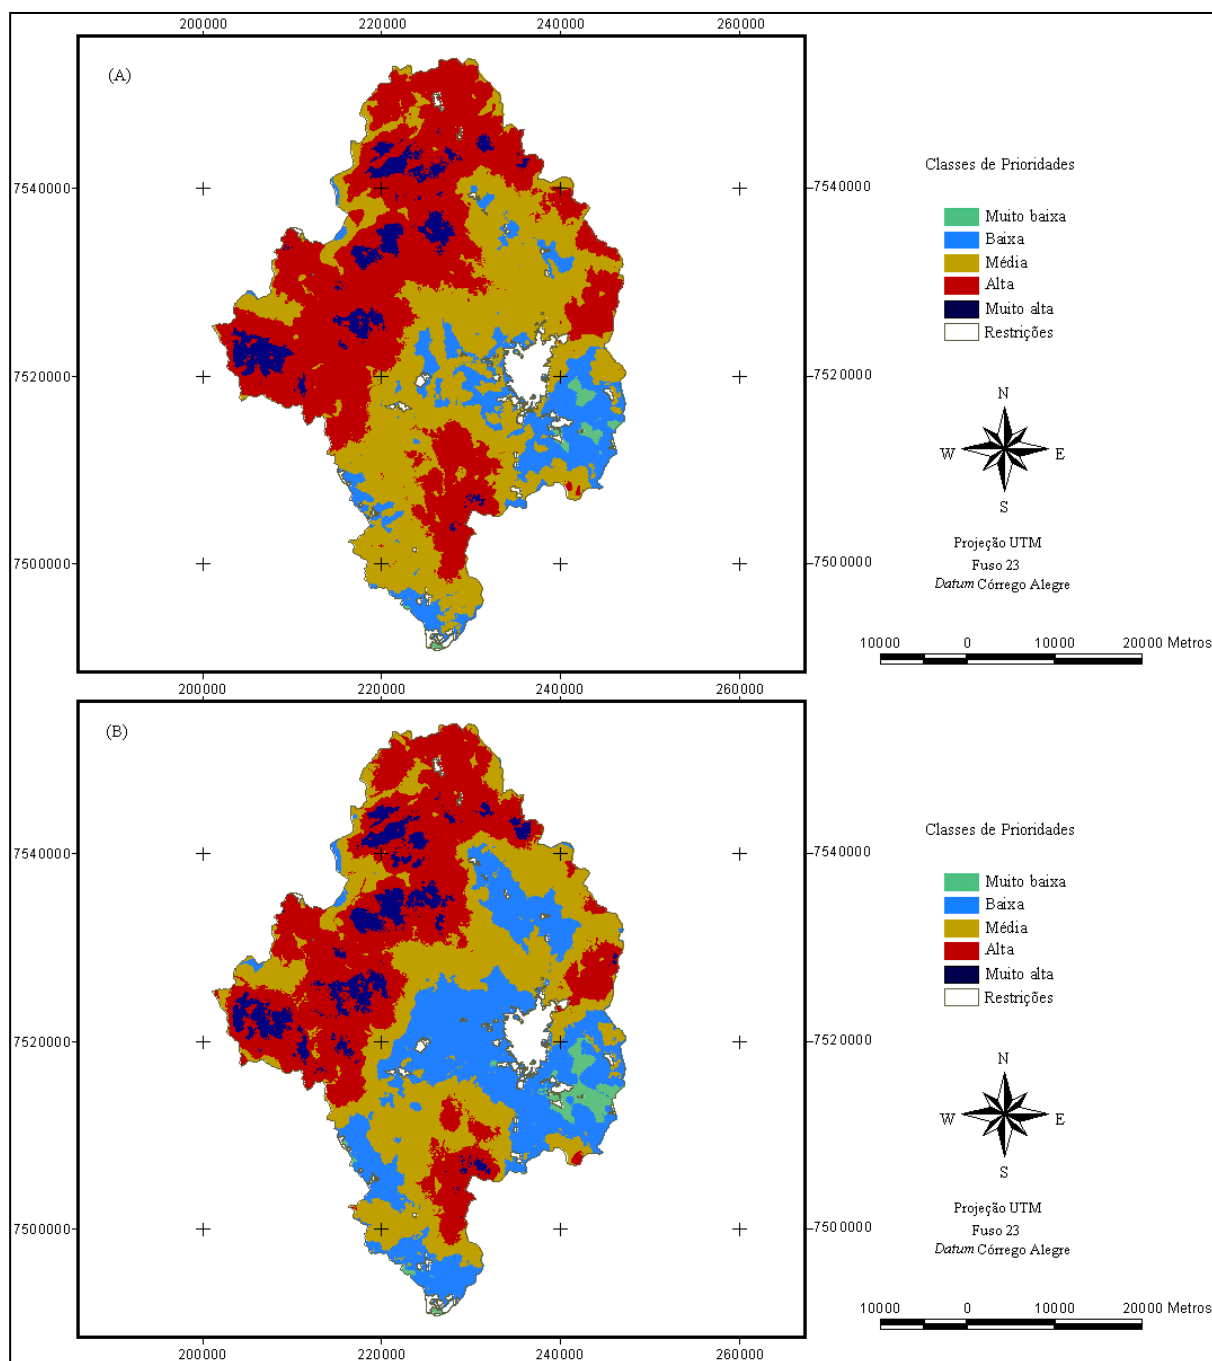 200000 220000 240000 260000
(A)
7540000 7540000
7520000 7520000
7500000 7500000
Classes de Prioridades
Muito baixa
Baixa
Média
Alta
Muito alta
Restrições
N
W E
S
Projeção UTM
Fuso 23
Datum Córrego Alegre
10000 0 10000 20000 Metros
200000 220000 240000 260000
(B)
7540000 7540000
7520000 7520000
7500000 7500000
Classes de Prioridades
Muito baixa
Baixa
Média
Alta
Muito alta
Restrições
N
W E
S
Projeção UTM
Fuso 23
Datum Córrego Alegre
10000 0 10000 20000 Metros
200000 220000 240000 260000